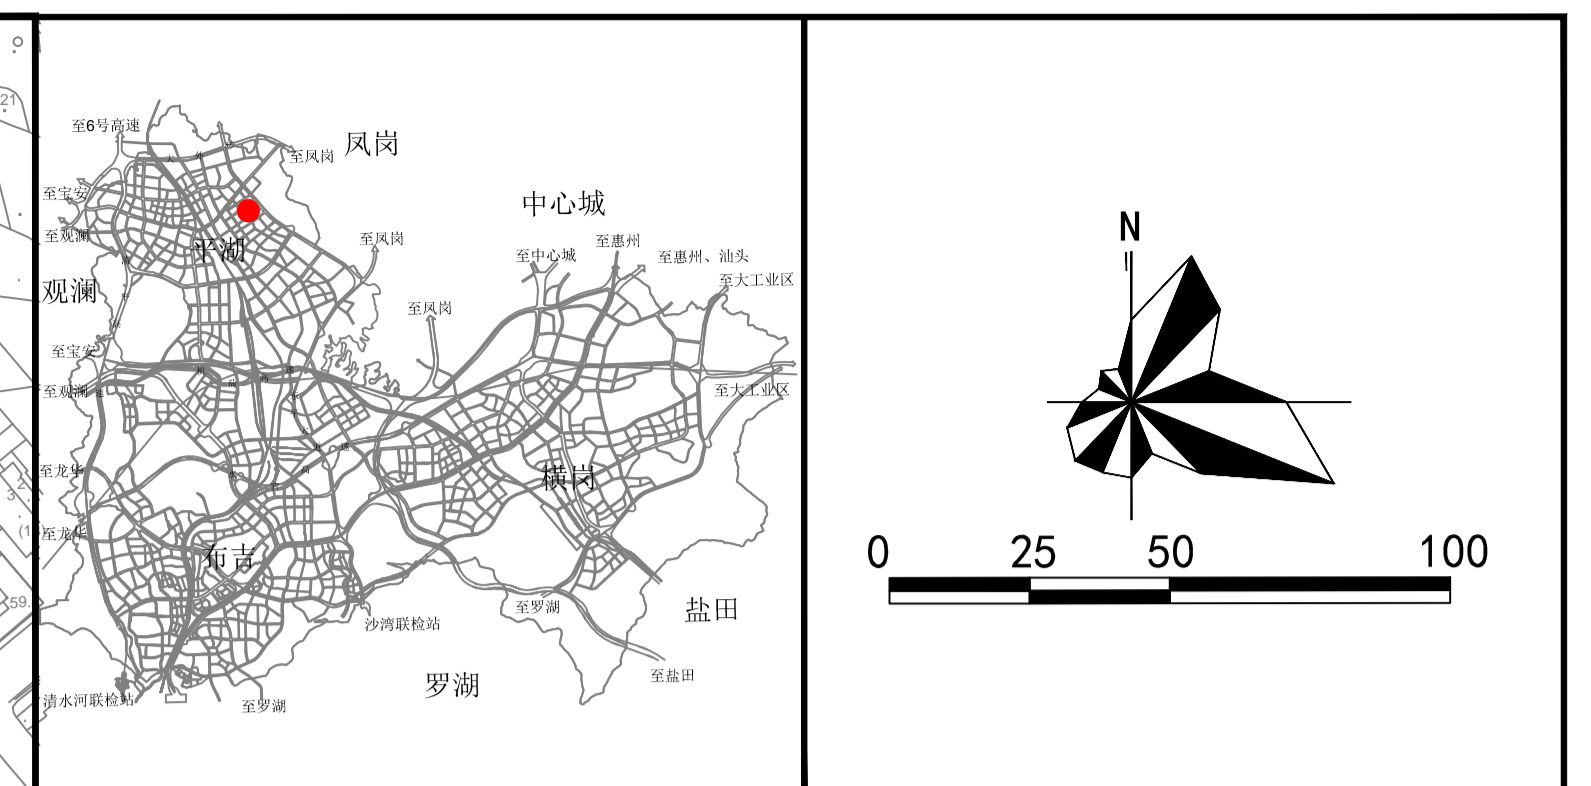 21
至6号高速
凤岗
至凤岗
至宝安
中心城
至观澜
平湖
至凤岗
至惠州
至中心城
至惠州、汕头
至大工业区
观澜
至凤岗
至宝安
至观澜
至大工业区
至龙华
横岗
2
3
至龙华
布吉
59.
至罗湖
盐田
沙湾联检站
罗湖
至盐田
清水河联检站
至罗湖
N
0 25 50 100